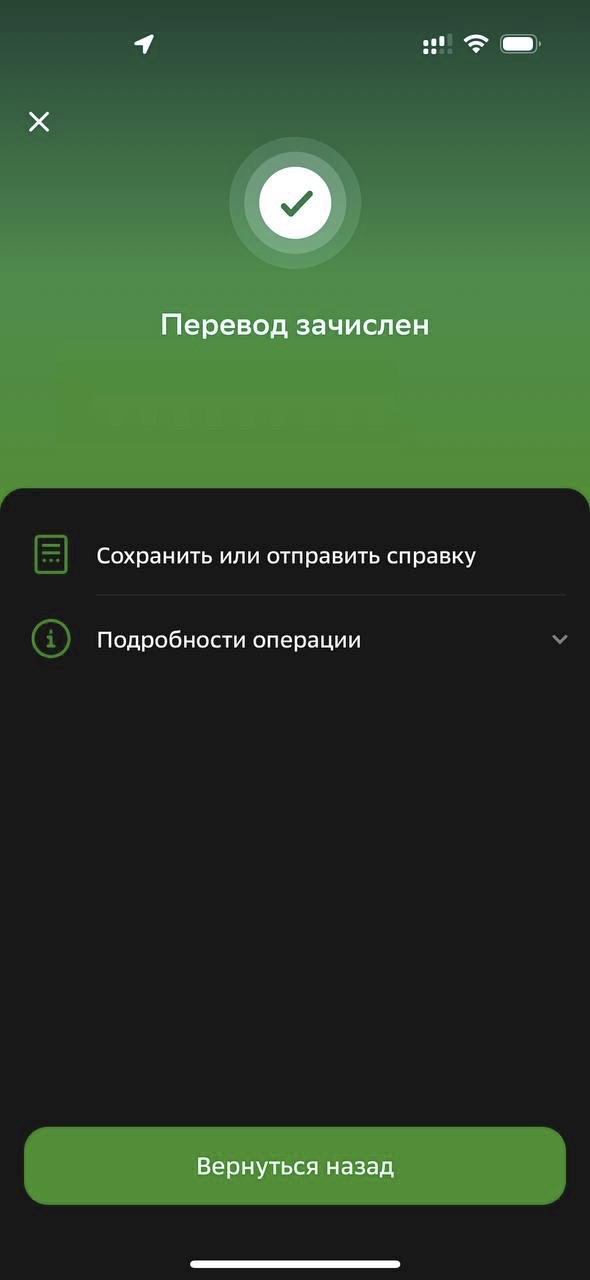 Перевод зачислен
Сохранить или отправить справку
Подробности операции
Вернуться назад